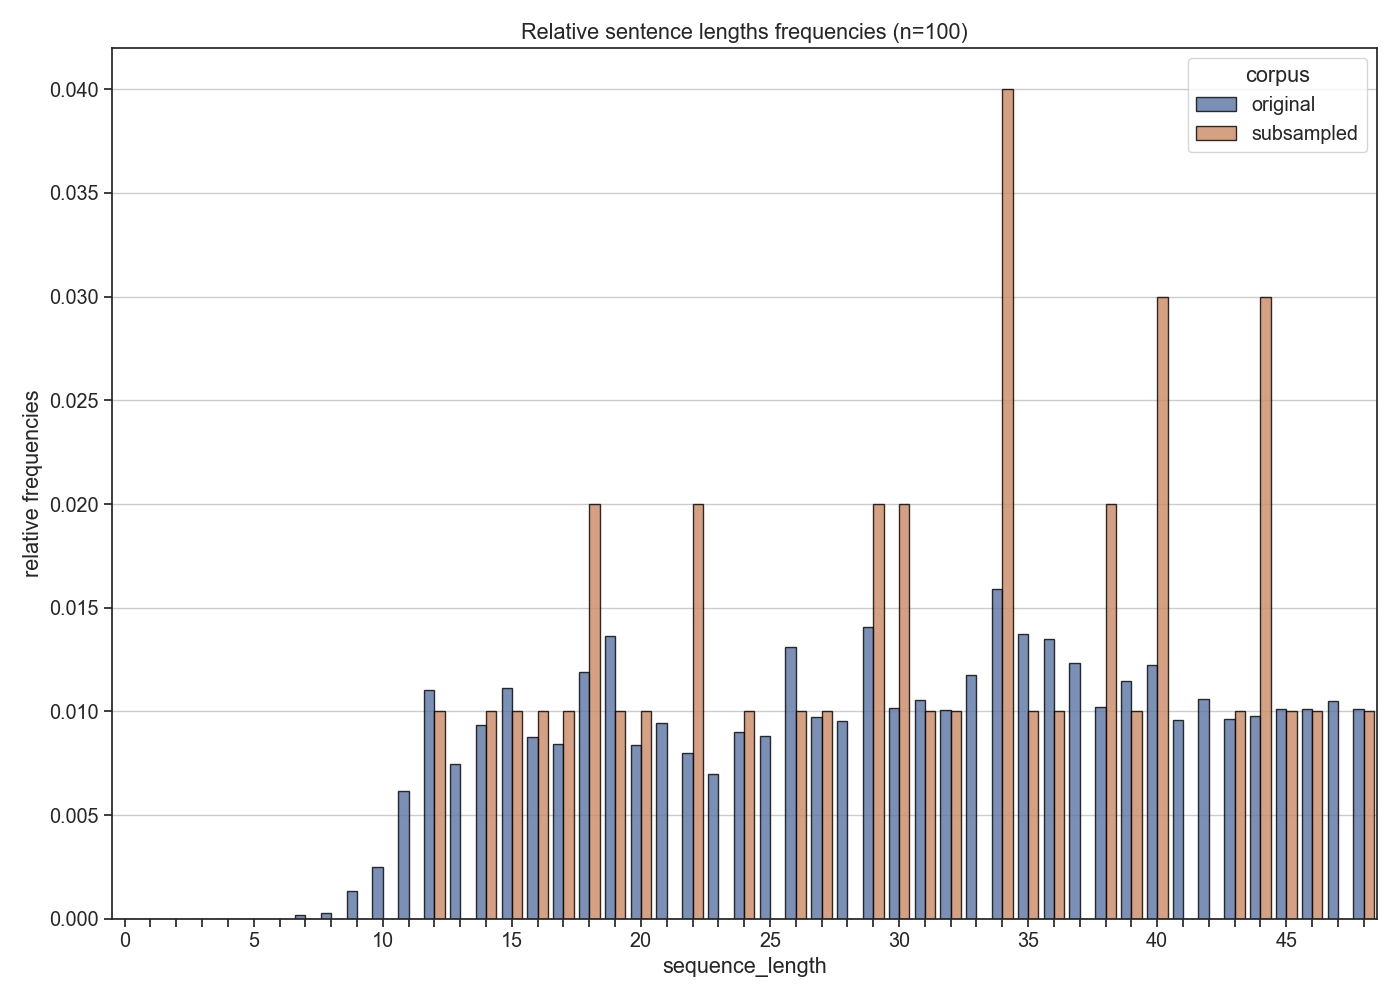 Relative sentence lengths frequencies (n=100)
corpus
original
subsampled
relative frequencies
0.040
0.035
0.030
0.025
0.020
0.015
0.010
0.005
0.000
0 5 10 15 20 25 30 35 40 45
sequence_length